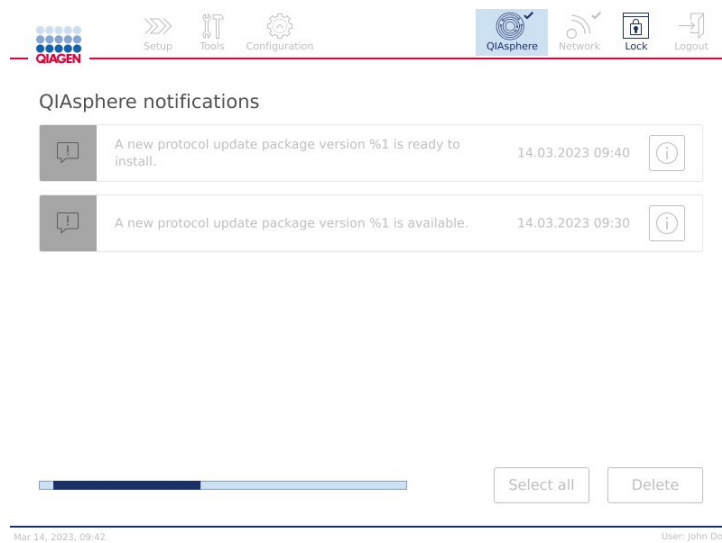 Setup Tools Configuration QIAsphere Network Lock Logout
QIAGEN
QIAsphere notifications
A new protocol update package version %1 is ready to
install.
14.03.2023 09:40
A new protocol update package version %1 is available. 14.03.2023 09:30
Select all Delete
Mar 14, 2023, 09:42 User: John Do